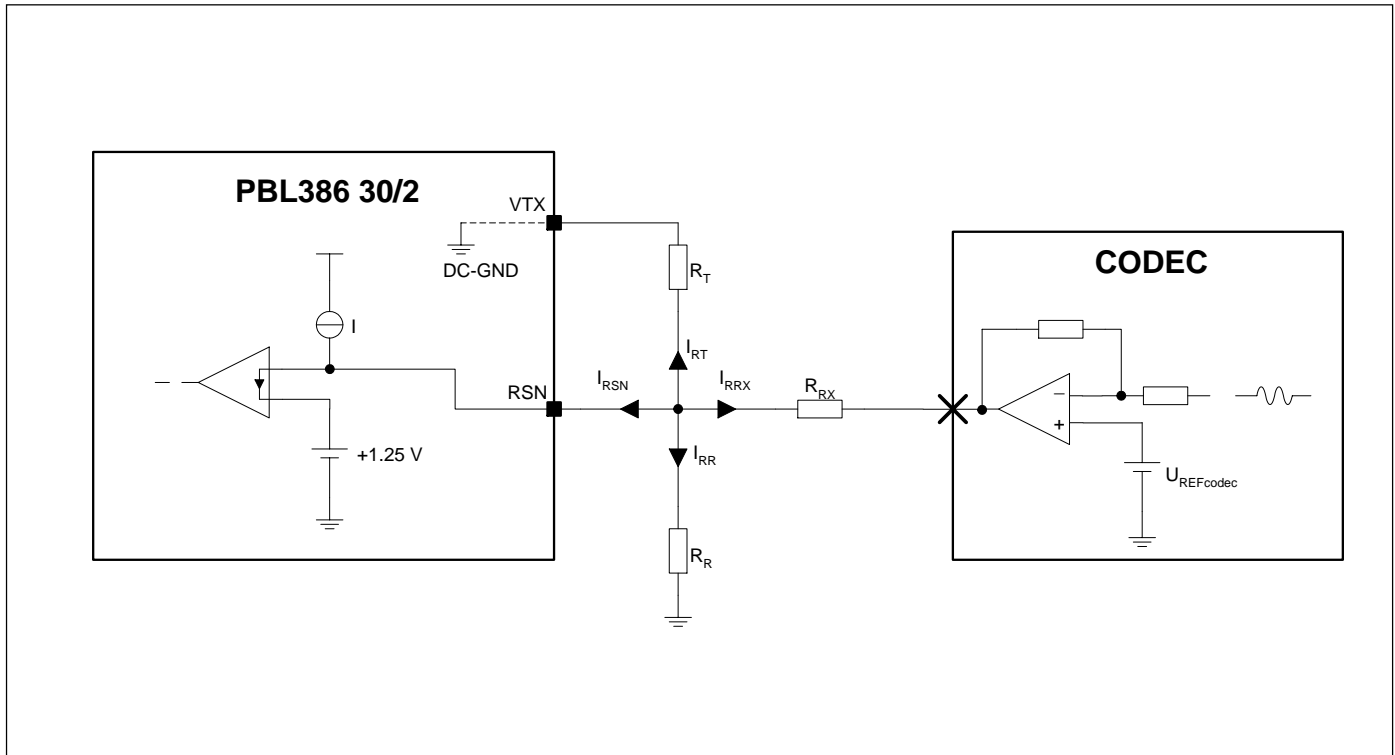 PBL386 30/2
VTX
DC-GND
R_T
CODEC
I
I_RT
RSN
I_RSN
I_RRX
R_RX
−
+
+1.25 V
I_RR
U_REFcodec
R_R